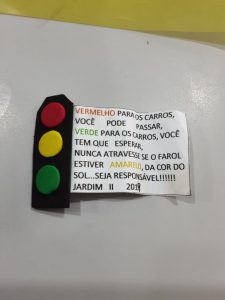 VERMELHO PARA OS CARROS,
VOCÊ PODE PASSAR,
VERDE PARA OS CARROS, VOCÊ
TEM QUE ESPERAR,
NUNCA ATRAVESSE SE O FAROL
ESTIVER AMARELO, DA COR DO
SOL...SEJA RESPONSÁVEL!!!!!!
JARDIM II